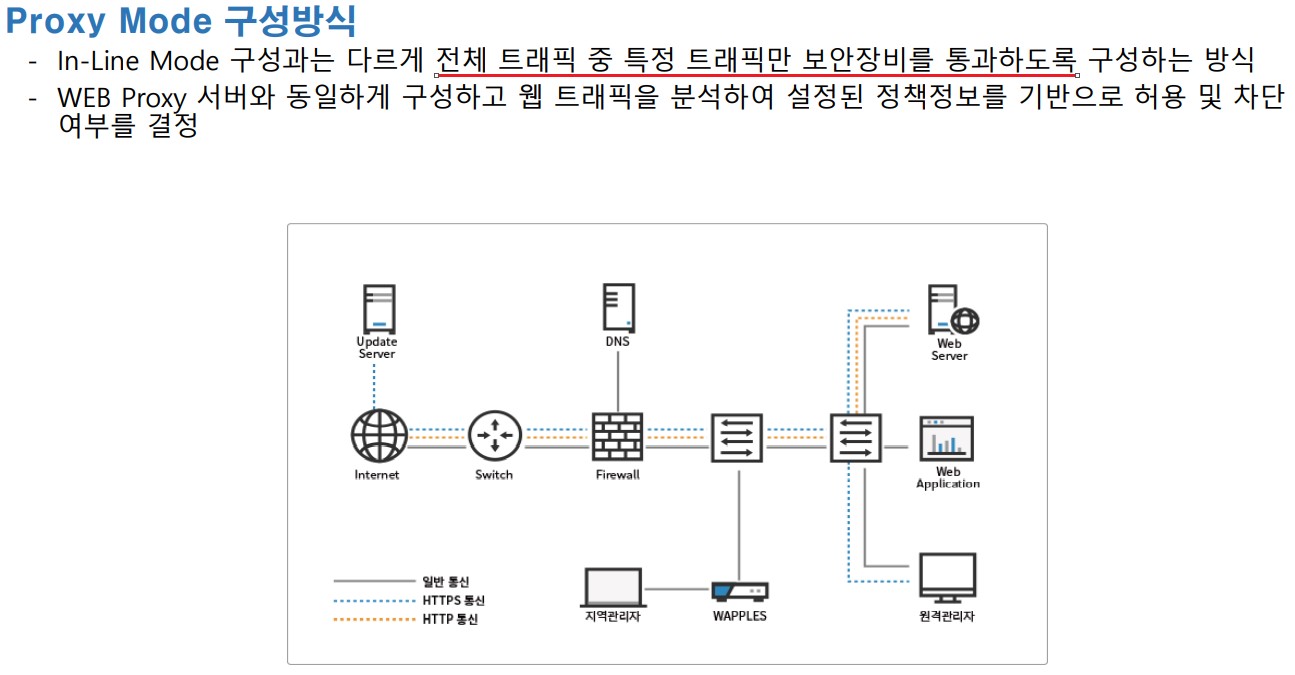 Proxy Mode 구성방식
- In-Line Mode 구성과는 다르게 전체 트래픽 중 특정 트래픽만 보안장비를 통과하도록 구성하는 방식
- WEB Proxy 서버와 동일하게 구성하고 웹 트래픽을 분석하여 설정된 정책정보를 기반으로 허용 및 차단
여부를 결정
Update
Server
DNS
Web
Server
Internet
Switch
Firewall
Web
Application
일반 통신
HTTPS 통신
HTTP 통신
지역관리자
WAPPLES
원격관리자